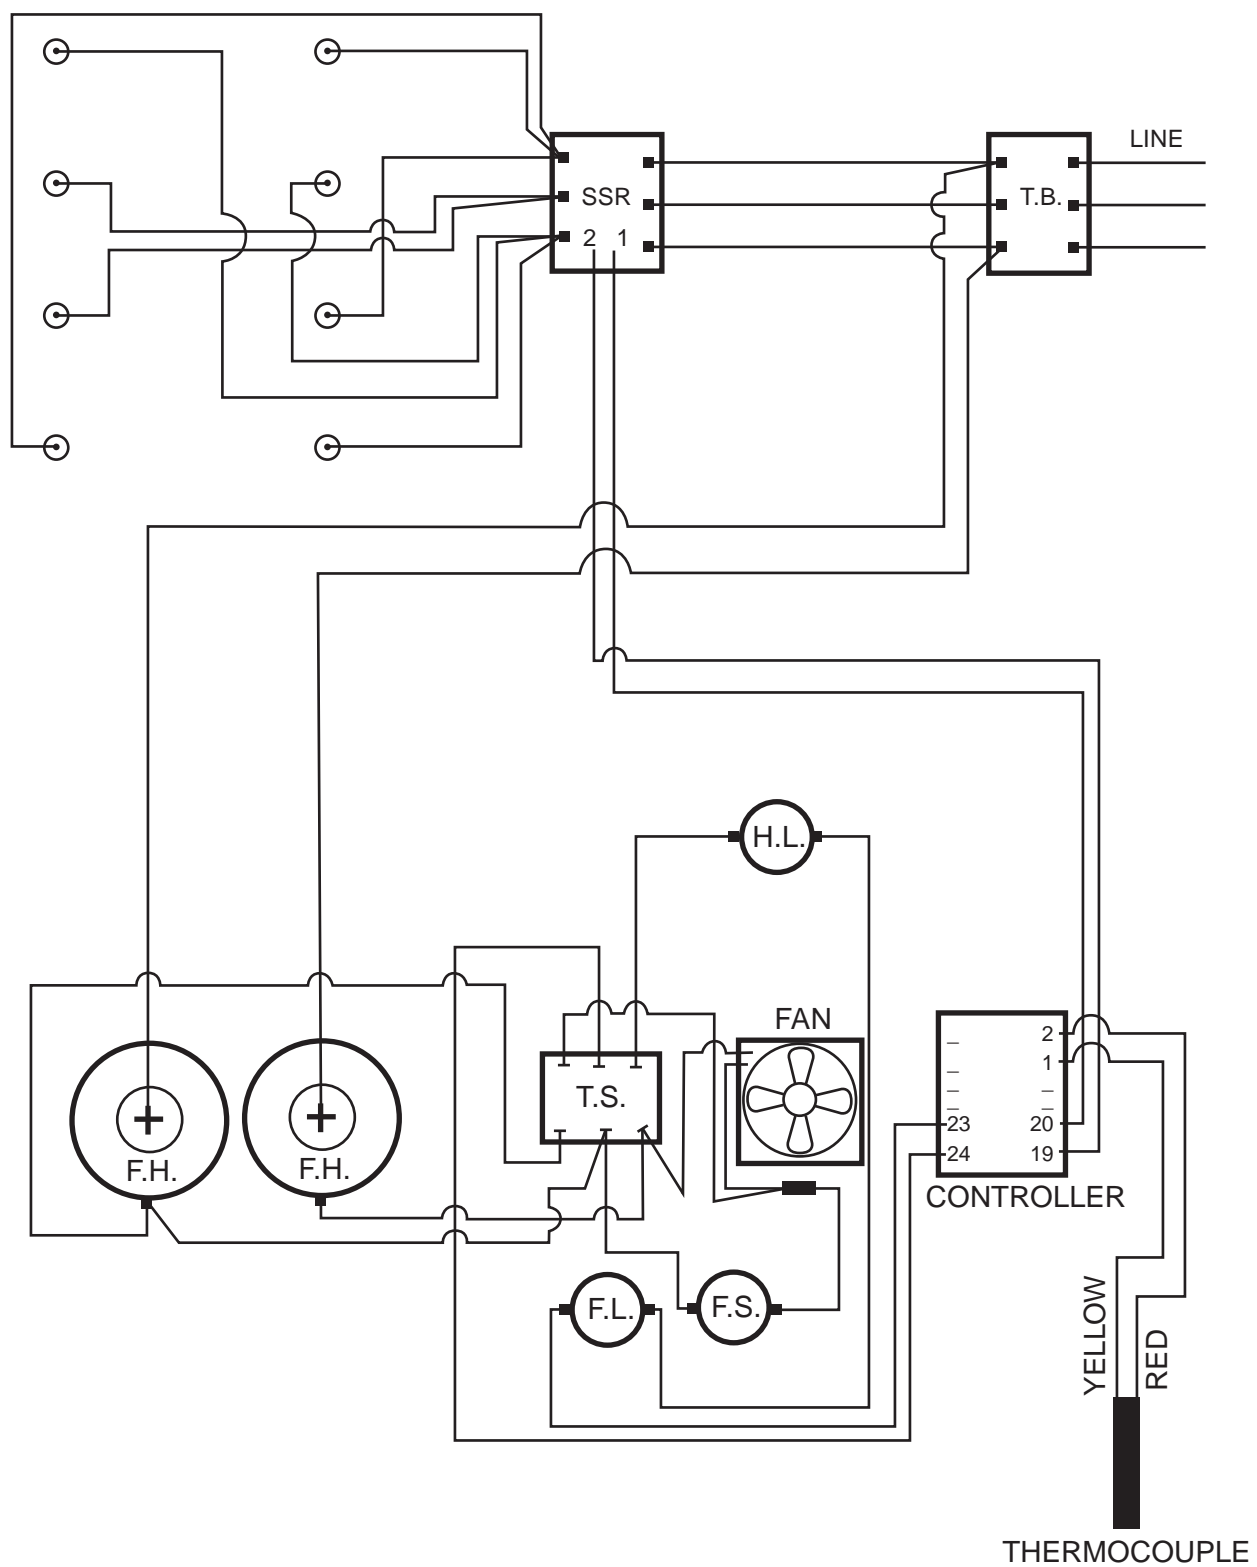 LINE
SSR
T.B.
2 1
H.L.
FAN
T.S.
2
1
23
20
24
19
F.H.
F.H.
CONTROLLER
F.L.
F.S.
YELLOW
RED
THERMOCOUPLE